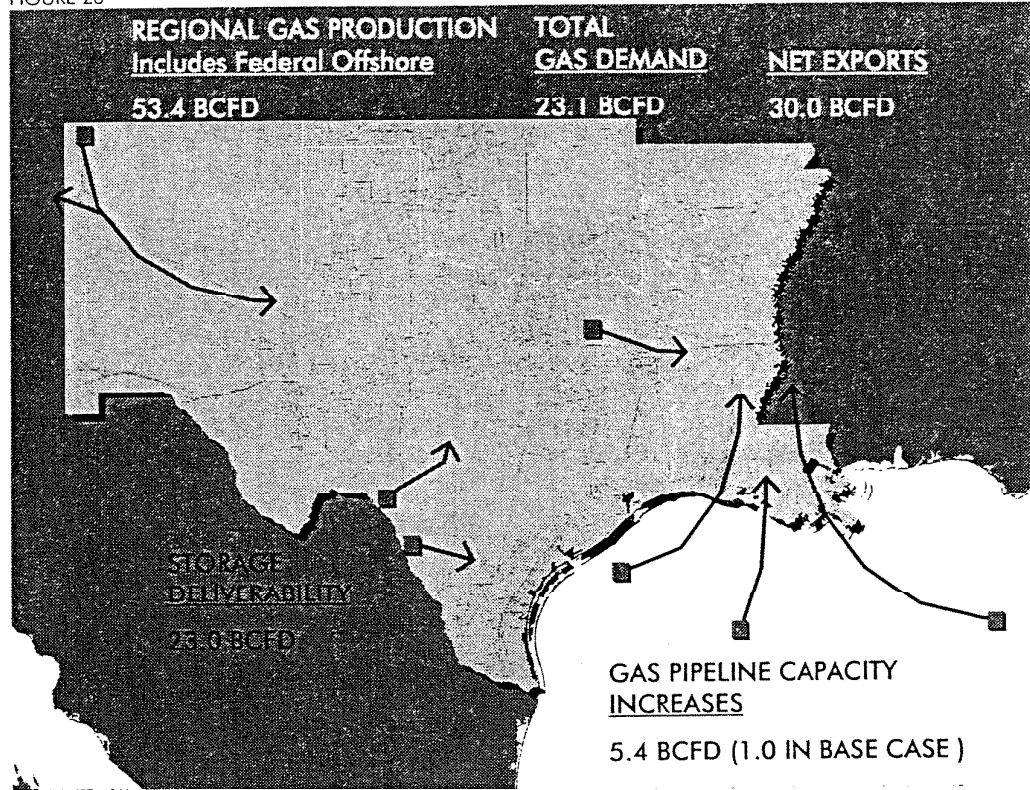 REGIONAL GAS PRODUCTION
Includes Federal Offshore
53.4 BCFD
TOTAL
GAS DEMAND
23.1 BCFD
NET EXPORTS
30.0 BCFD
STORAGE
DELIVERABILITY
23.0 BCFD
GAS PIPELINE CAPACITY
INCREASES
5.4 BCFD (1.0 IN BASE CASE )